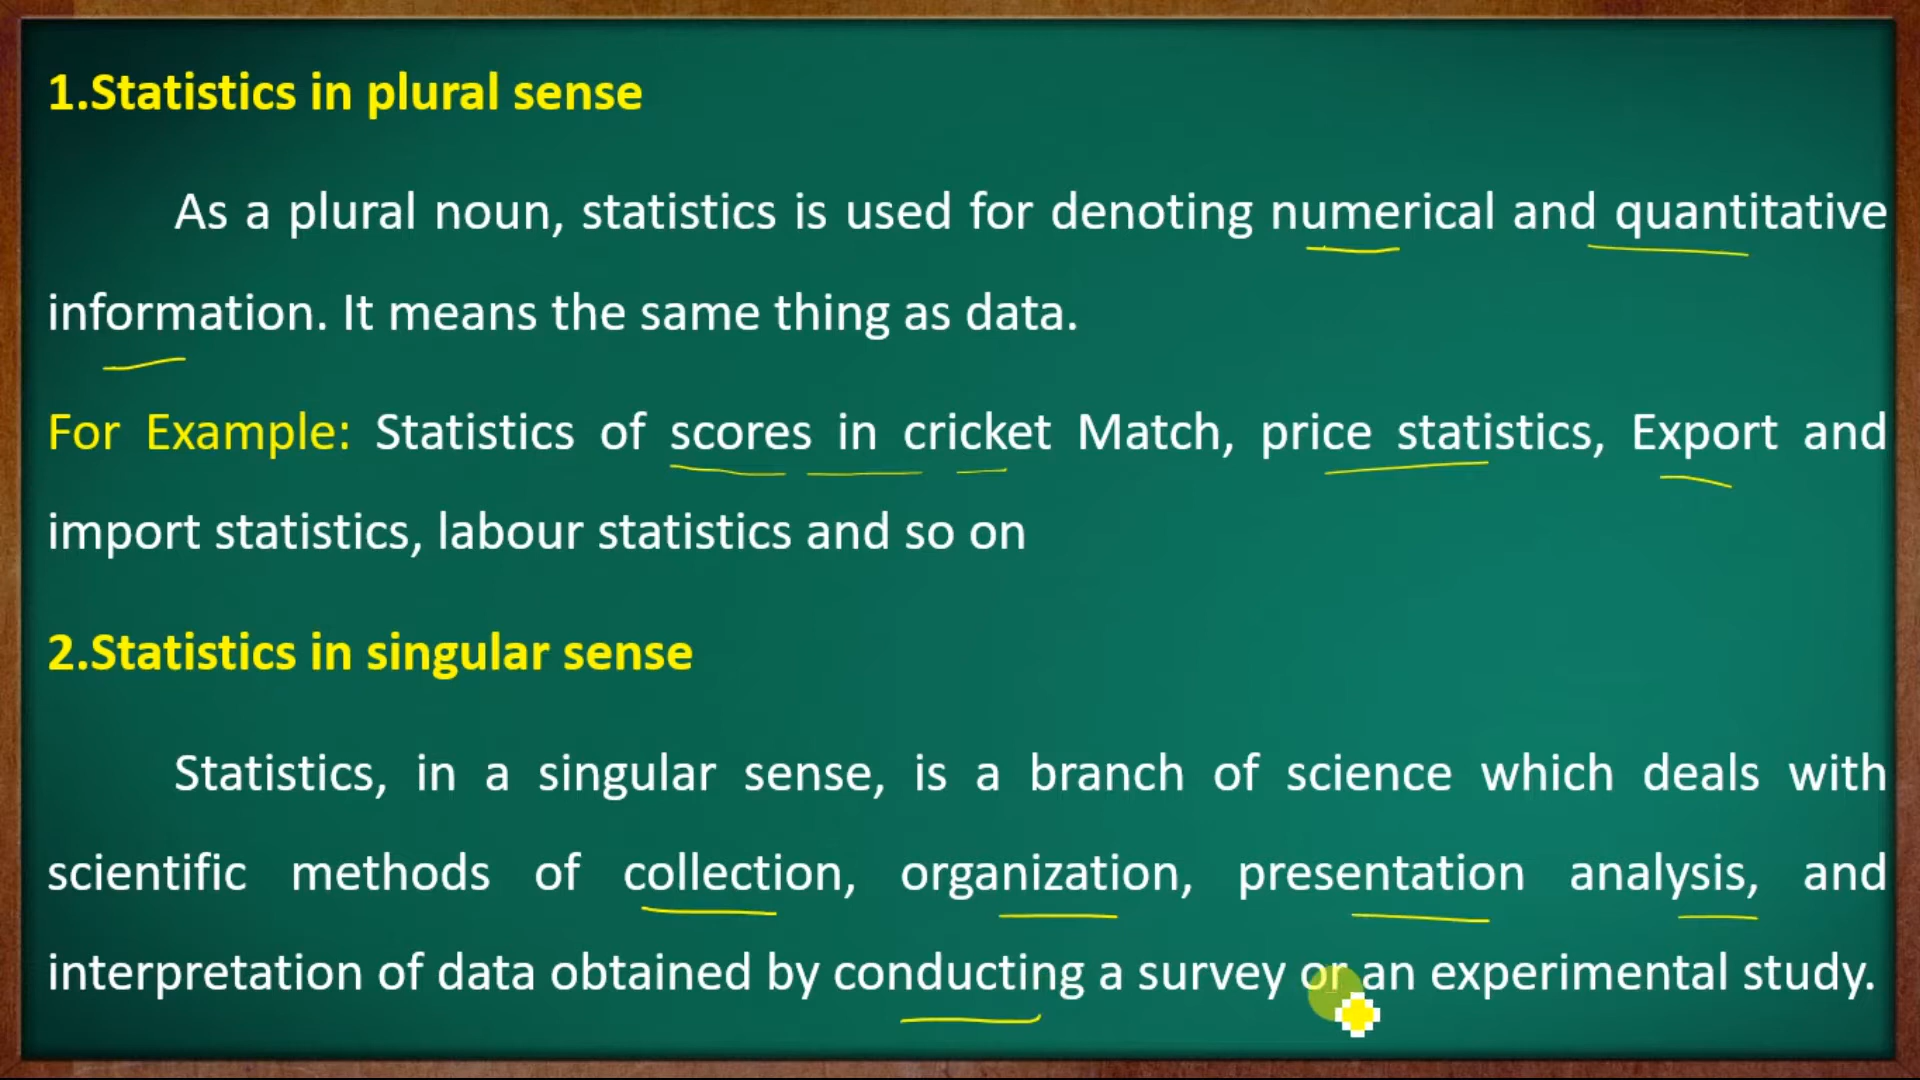 1.Statistics in plural sense
As a plural noun, statistics is used for denoting numerical and quantitative
information. It means the same thing as data.
For Example: Statistics of scores in cricket Match, price statistics, Export and
import statistics, labour statistics and so on
2.Statistics in singular sense
Statistics, in a singular sense, is a branch of science which deals with
scientific methods of collection, organization, presentation analysis, and
interpretation of data obtained by conducting a survey or an experimental study.